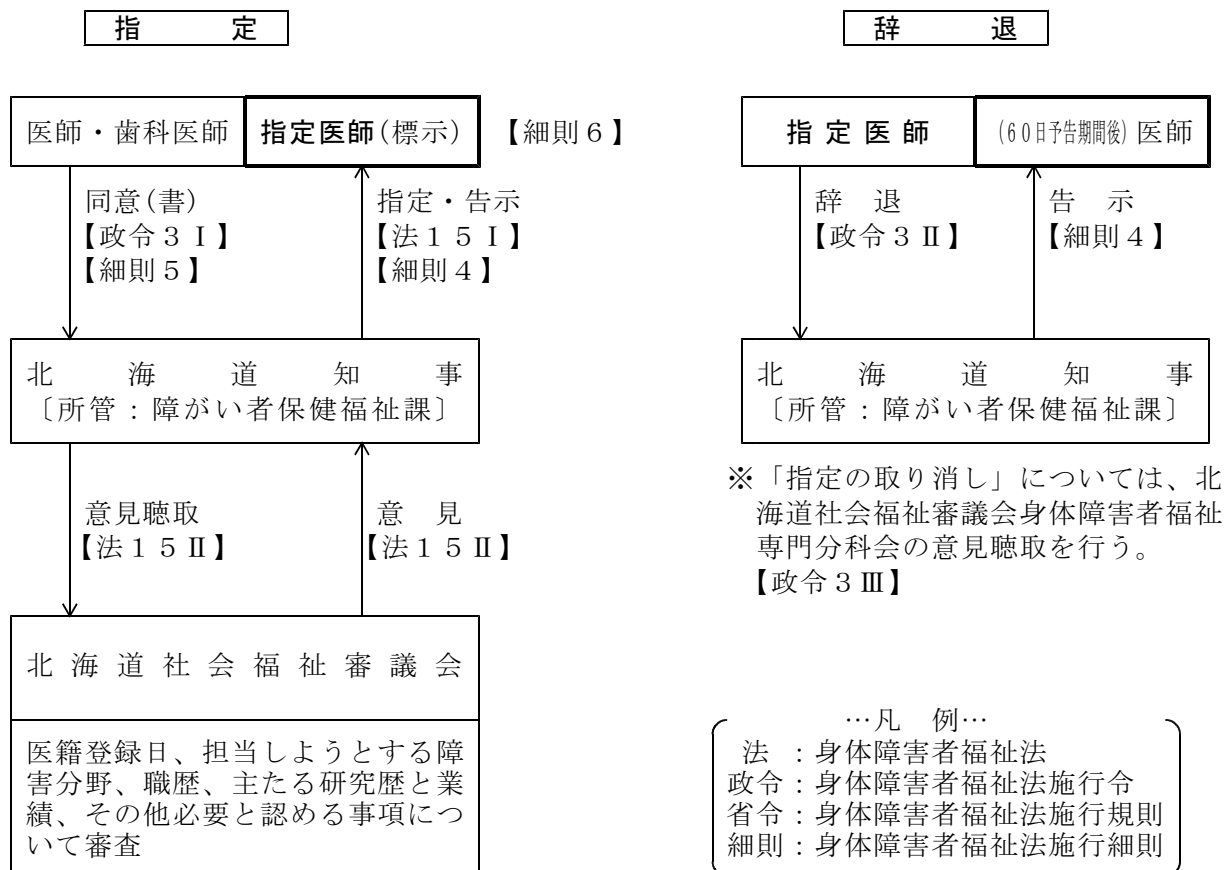 指　　　定
医師・歯科医師
指定医師(標示)
【細則６】
同意(書)
【政令３Ⅰ】
【細則５】
指定・告示
【法１５Ⅰ】
【細則４】
北　海　道　知　事
〔所管：障がい者保健福祉課〕
意見聴取
【法１５Ⅱ】
意　見
【法１５Ⅱ】
北海道社会福祉審議会
医籍登録日、担当しようとする障
害分野、職歴、主たる研究歴と業
績、その他必要と認める事項につ
いて審査
辞　　　退
指定医師
(６０日予告期間後)医師
辞　退
【政令３Ⅱ】
告　示
【細則４】
北　海　道　知　事
〔所管：障がい者保健福祉課〕
※「指定の取り消し」については、北
海道社会福祉審議会身体障害者福祉
専門分科会の意見聴取を行う。
【政令３Ⅲ】
…凡　例…
法　：身体障害者福祉法
政令：身体障害者福祉法施行令
省令：身体障害者福祉法施行規則
細則：身体障害者福祉法施行細則